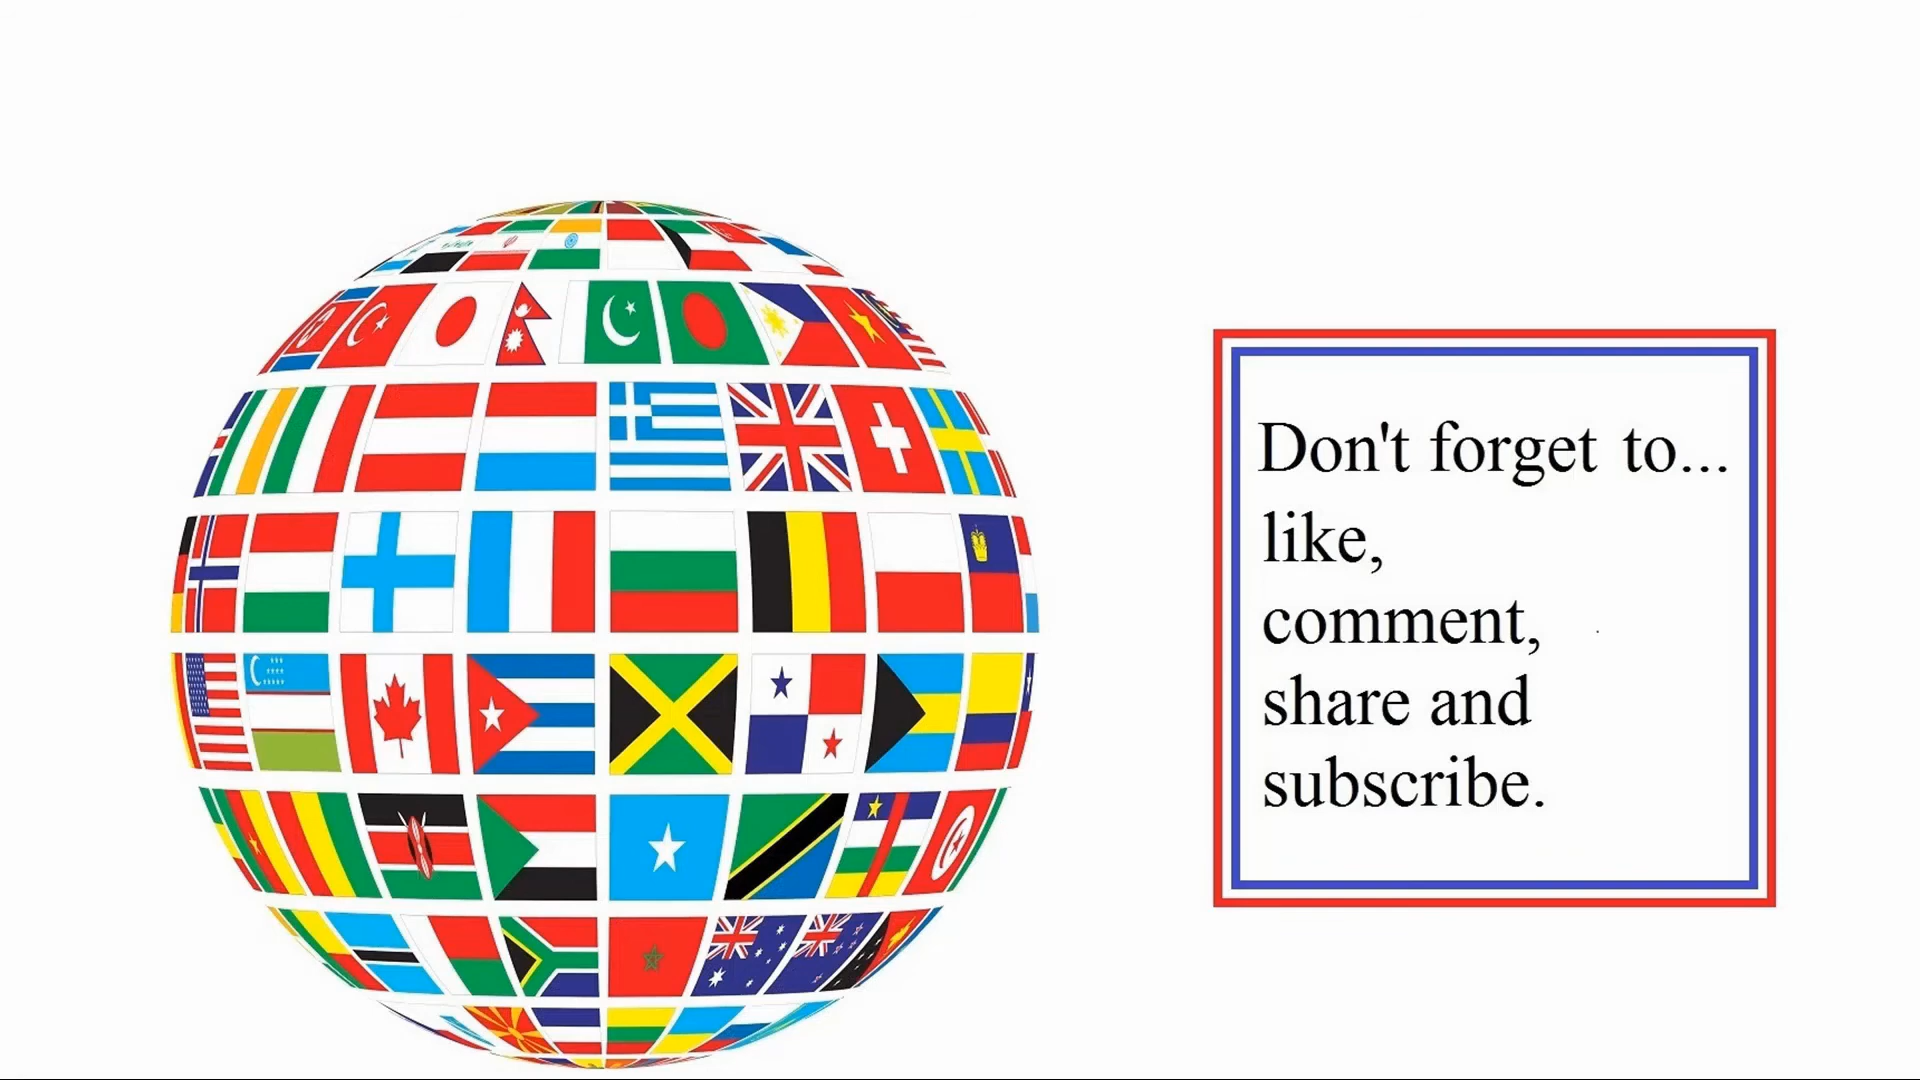 Don't forget to...
like,
comment,
share and
subscribe.